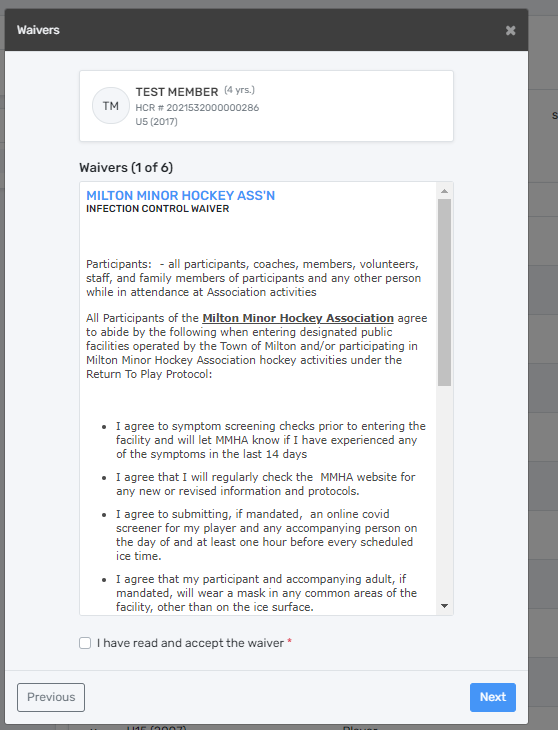 Waivers
TM
TEST MEMBER (4 yrs.)
HCR # 2021532000000286
U5 (2017)
Waivers (1 of 6)
MILTON MINOR HOCKEY ASS'N
INFECTION CONTROL WAIVER
Participants:  - all participants, coaches, members, volunteers,
staff, and family members of participants and any other person
while in attendance at Association activities
All Participants of the Milton Minor Hockey Association agree
to abide by the following when entering designated public
facilities operated by the Town of Milton and/or participating in
Milton Minor Hockey Association hockey activities under the
Return To Play Protocol:
• I agree to symptom screening checks prior to entering the
facility and will let MMHA know if I have experienced any
of the symptoms in the last 14 days
• I agree that I will regularly check the  MMHA website for
any new or revised information and protocols.
• I agree to submitting, if mandated,  an online covid
screener for my player and any accompanying person on
the day of and at least one hour before every scheduled
ice time.
• I agree that my participant and accompanying adult, if
mandated, will wear a mask in any common areas of the
facility, other than on the ice surface.
I have read and accept the waiver *
Previous
Next